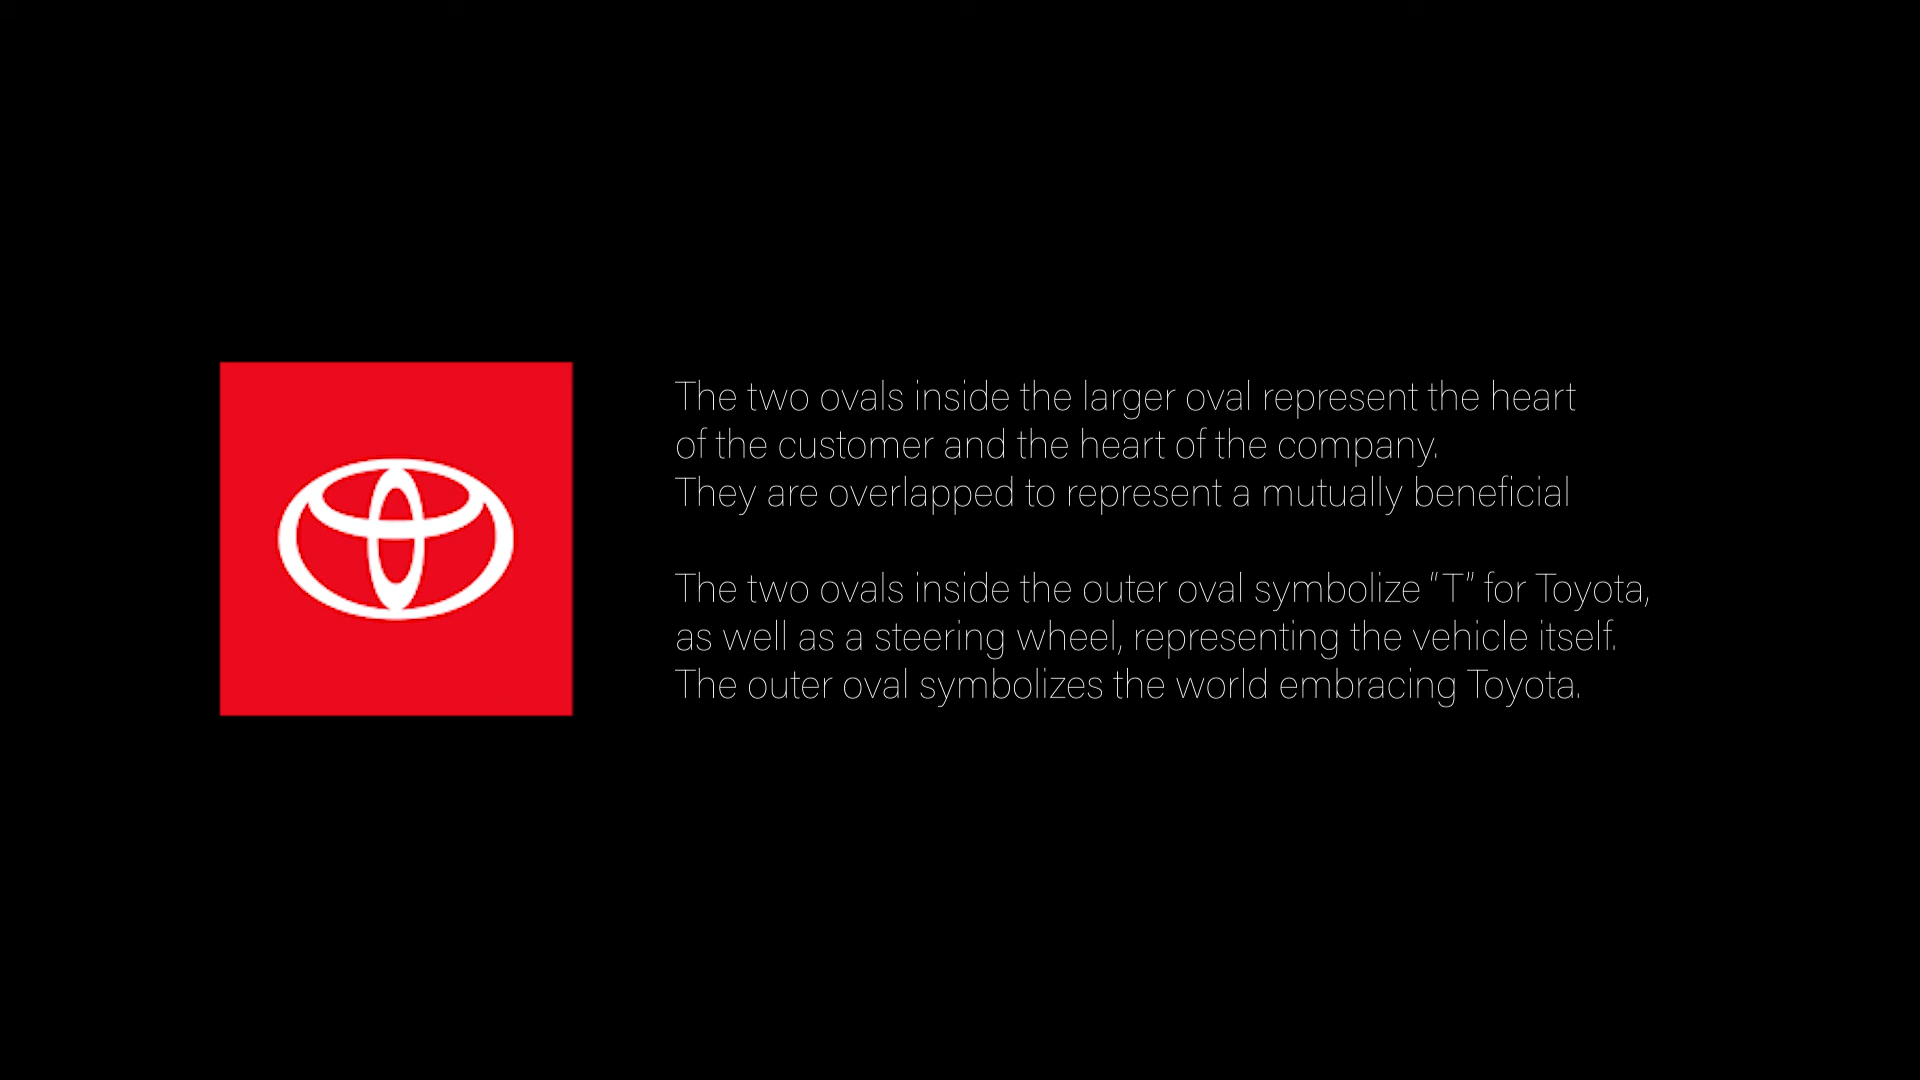 The two ovals inside the larger oval represent the heart
of the customer and the heart of the company.
They are overlapped to represent a mutually beneficial
The two ovals inside the outer oval symbolize “T” for Toyota,
as well as a steering wheel, representing the vehicle itself.
The outer oval symbolizes the world embracing Toyota.